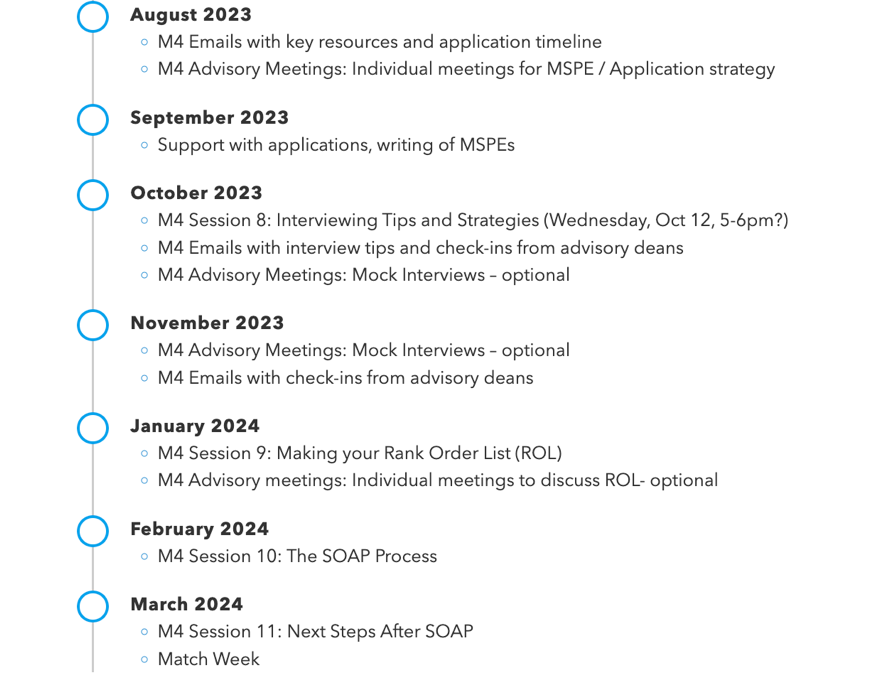 August 2023
M4 Emails with key resources and application timeline
M4 Advisory Meetings: Individual meetings for MSPE / Application strategy
September 2023
Support with applications, writing of MSPEs
October 2023
M4 Session 8: Interviewing Tips and Strategies (Wednesday, Oct 12, 5-6pm?)
M4 Emails with interview tips and check-ins from advisory deans
M4 Advisory Meetings: Mock Interviews – optional
November 2023
M4 Advisory Meetings: Mock Interviews – optional
M4 Emails with check-ins from advisory deans
January 2024
M4 Session 9: Making your Rank Order List (ROL)
M4 Advisory meetings: Individual meetings to discuss ROL- optional
February 2024
M4 Session 10: The SOAP Process
March 2024
M4 Session 11: Next Steps After SOAP
Match Week